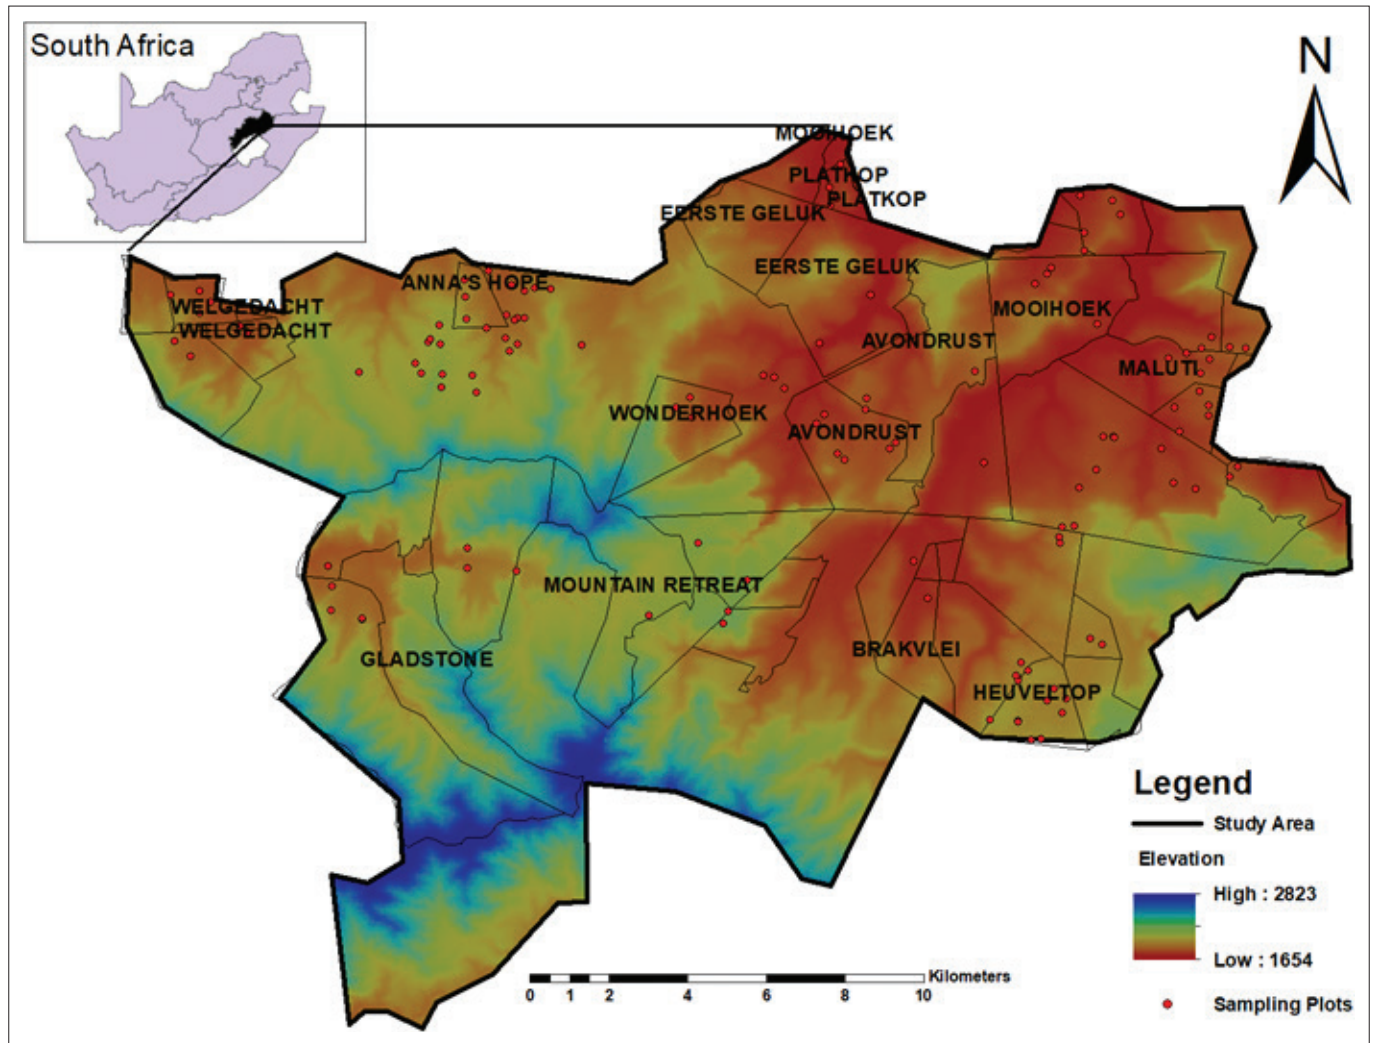 South Africa
N
MOOIHOEK
PLATKOP
PLATKOP
EERSTE GELUK
EERSTE GELUK
ANNA'S HOPE
WELGEDACHT
WELGEDACHT
MOOIHOEK
AVONDRUST
MALUTI
WONDERHOEK
AVONDRUST
MOUNTAIN RETREAT
BRAKVLEI
GLADSTONE
HEUVELTOP
Legend
Study Area
Elevation
High : 2823
Low : 1654
Sampling Plots
Kilometers
0 1 2 4 6 8 10